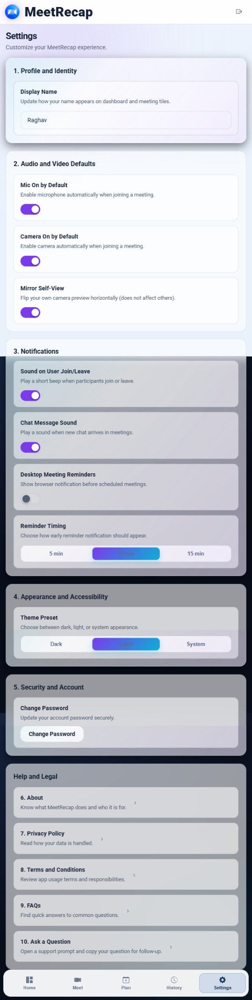 MeetRecap
Settings
Customize your MeetRecap experience.
1. Profile and Identity
Display Name
Update how your name appears on dashboard and meeting tiles.
Raghav
2. Audio and Video Defaults
Mic On by Default
Enable microphone automatically when joining a meeting.
Camera On by Default
Enable camera automatically when joining a meeting.
Mirror Self-View
Flip your own camera preview horizontally (does not affect others).
3. Notifications
Sound on User Join/Leave
Play a short beep when participants join or leave.
Chat Message Sound
Play a sound when new chat arrives in meetings.
Desktop Meeting Reminders
Show browser notification before scheduled meetings.
Reminder Timing
Choose how early reminder notification should appear.
5 min 10 min 15 min
4. Appearance and Accessibility
Theme Preset
Choose between dark, light, or system appearance.
Dark Light System
5. Security and Account
Change Password
Update your account password securely.
Change Password
Help and Legal
6. About
Know what MeetRecap does and who it is for. ›
7. Privacy Policy
Read how your data is handled. ›
8. Terms and Conditions
Review app usage terms and responsibilities. ›
9. FAQs
Find quick answers to common questions. ›
10. Ask a Question
Open a support prompt and copy your question for follow-up. ›
Home Meet Plan History Settings